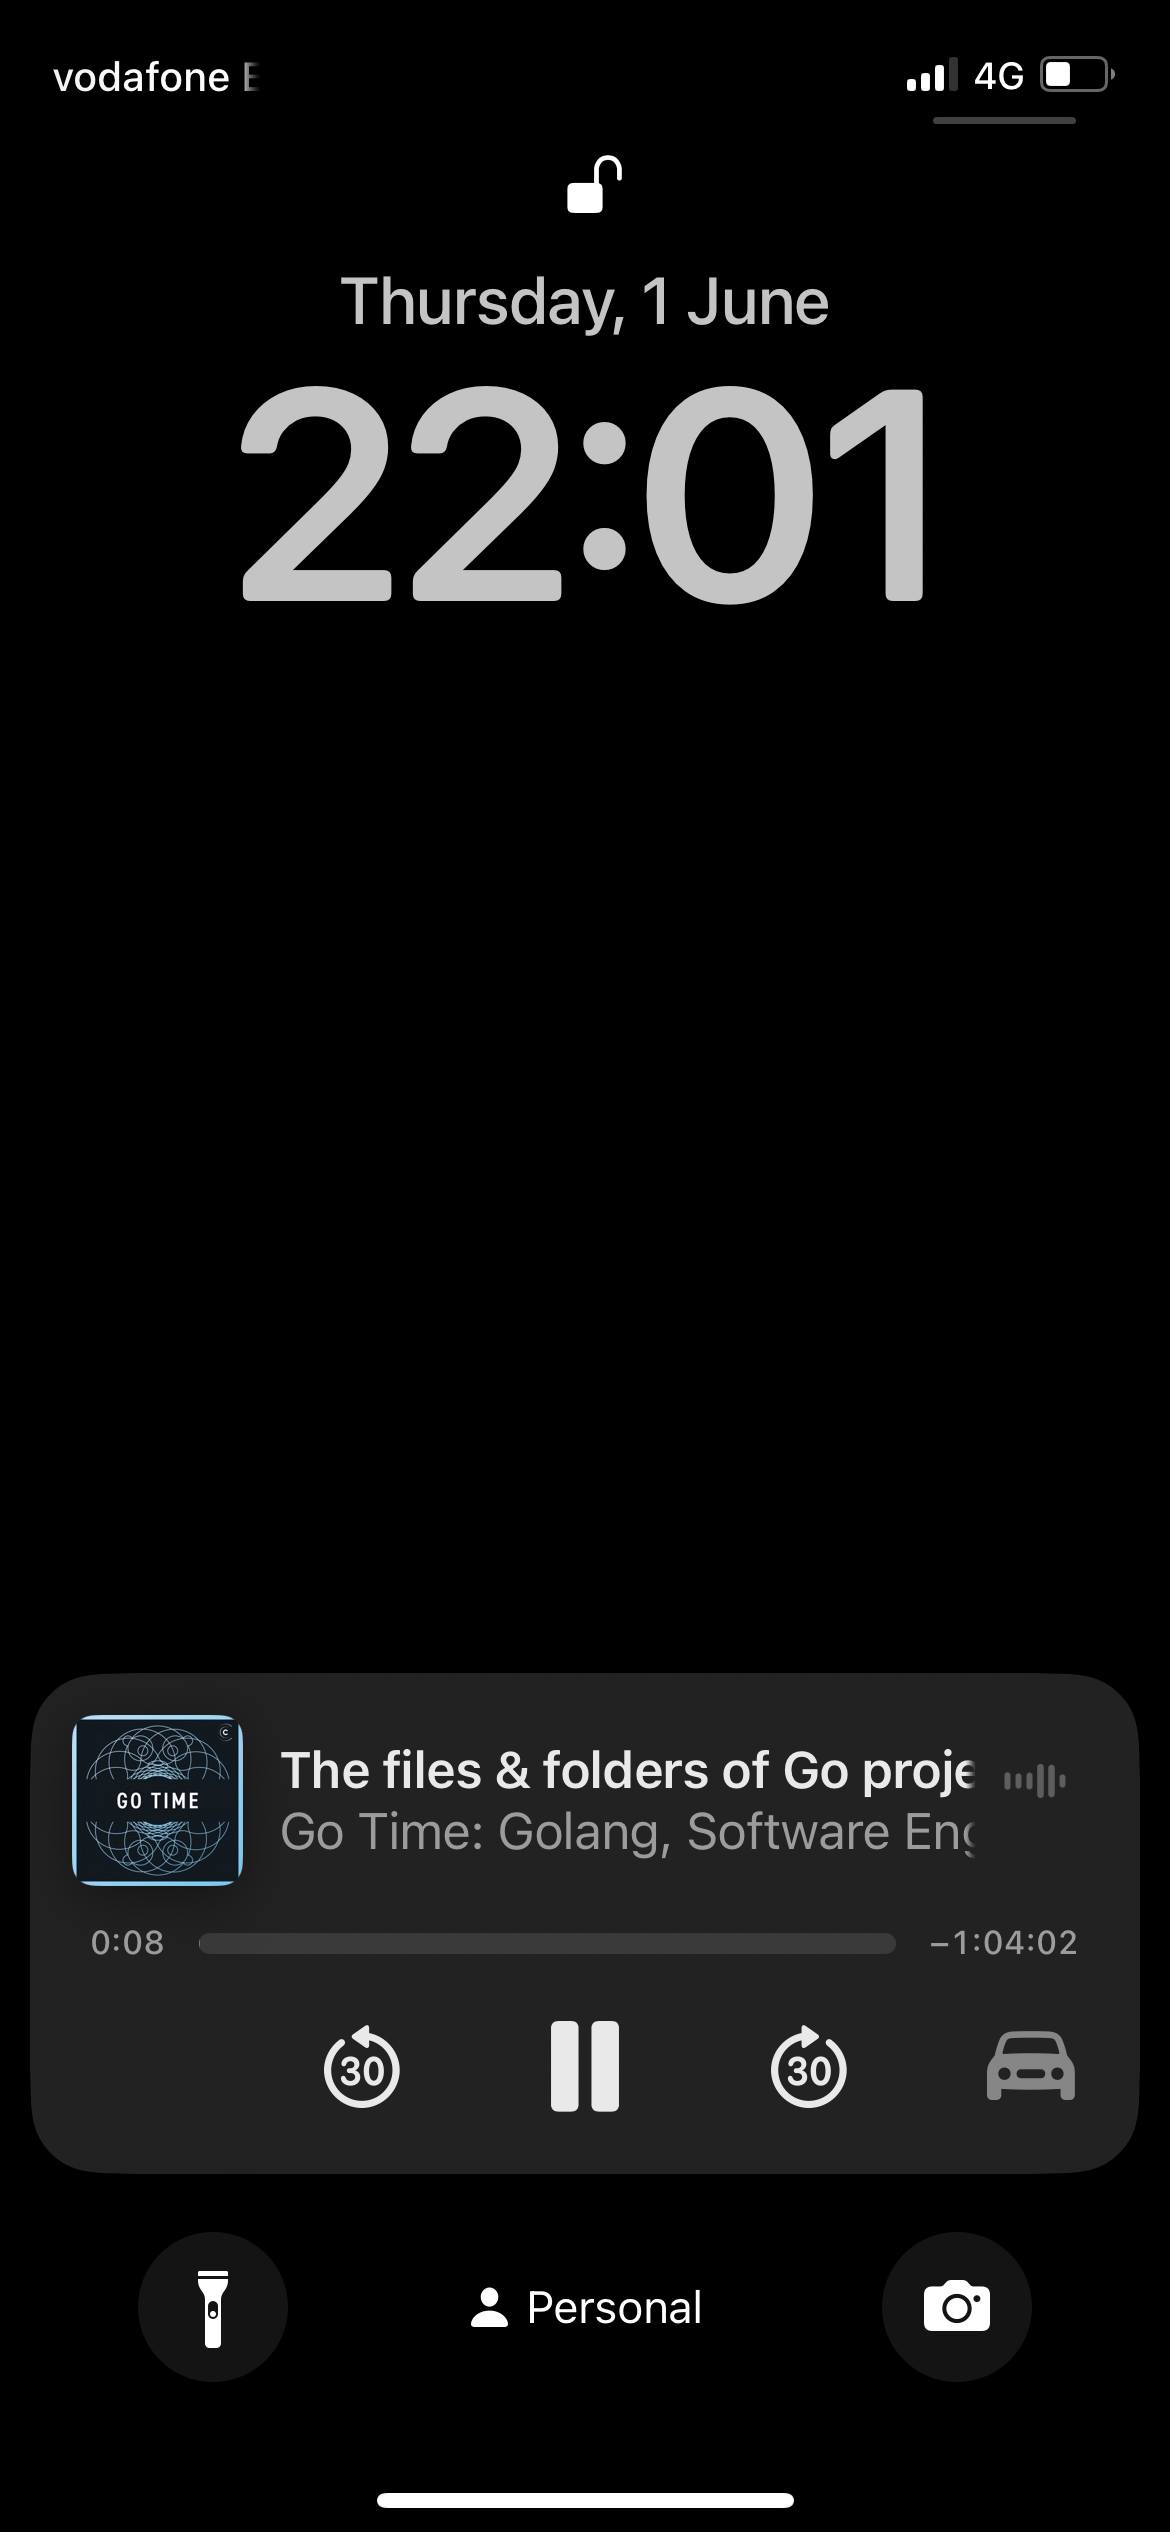 vodafone
4G
Thursday, 1 June
22:01
GO TIME
The files & folders of Go proje
Go Time: Golang, Software Eng
0:08
–1:04:02
30
30
Personal